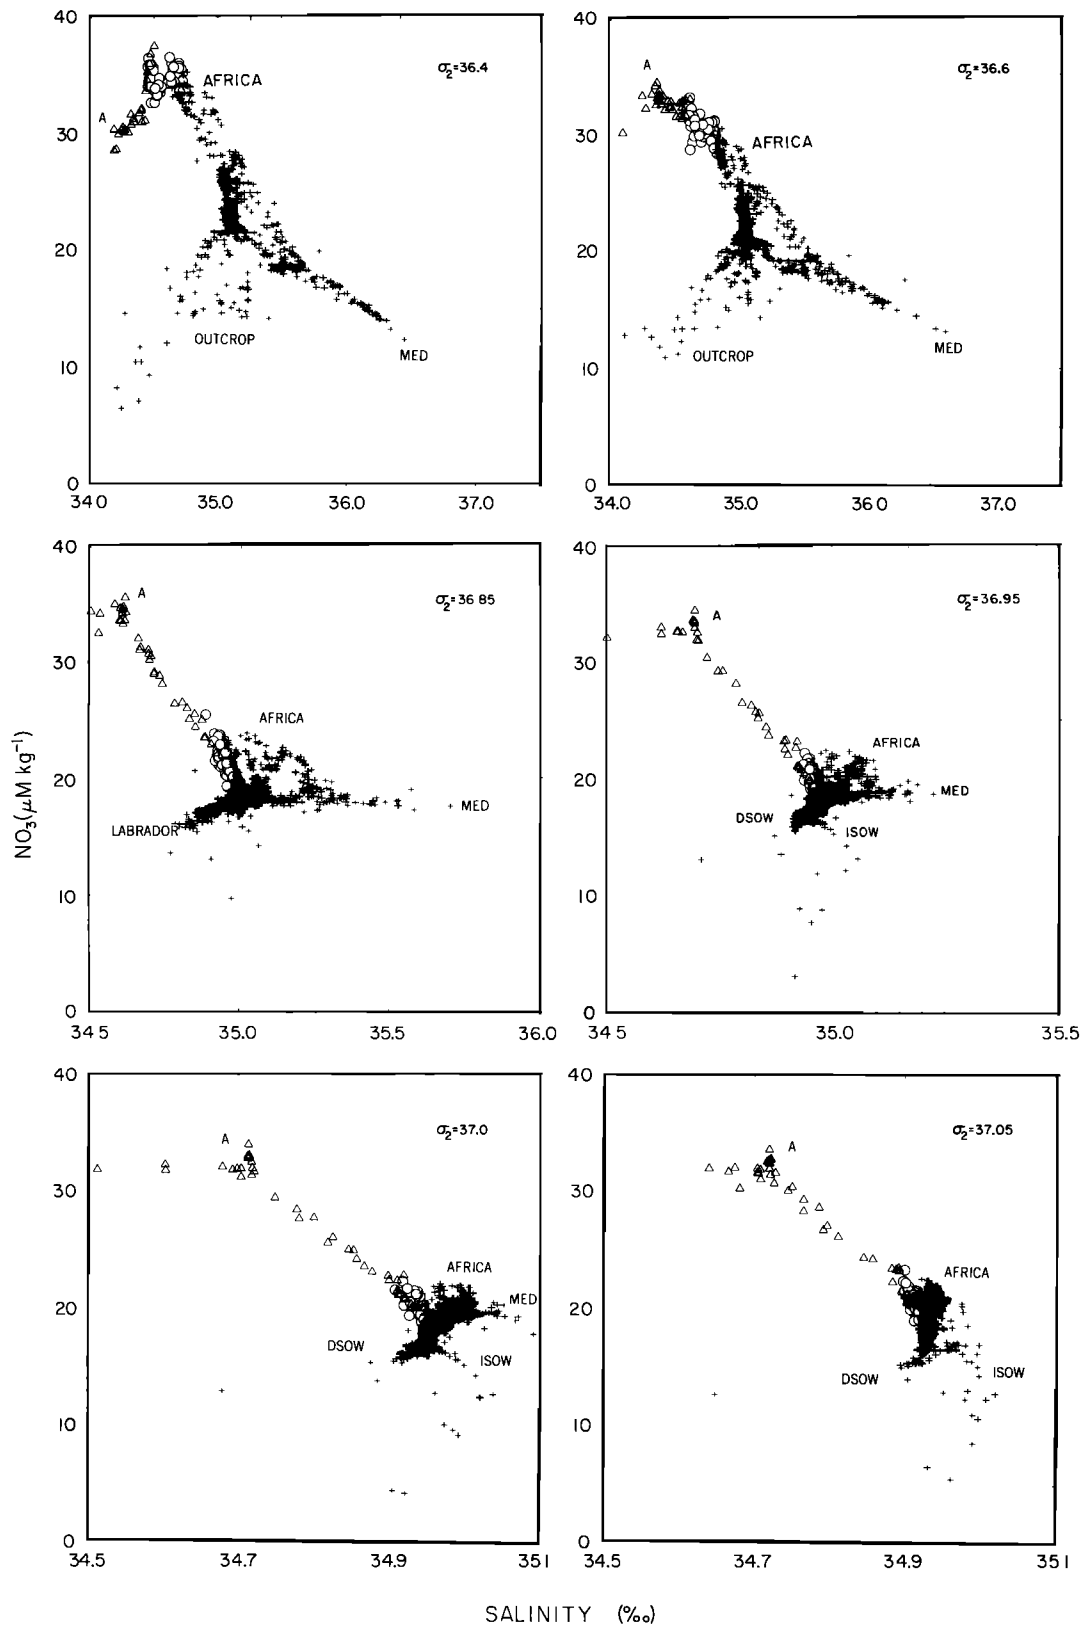 40
30
20
10
0
34.0 35.0 36.0 37.0
A
AFRICA
σ2=36.4
OUTCROP
MED
40
30
20
10
0
34.0 35.0 36.0 37.0
A
AFRICA
σ2=36.6
OUTCROP
MED
NO3(μM kg-1)
40
30
20
10
0
34.5 35.0 35.5 36.0
A
σ2=36.85
AFRICA
MED
LABRADOR
40
30
20
10
0
34.5 35.0 35.5
σ2=36.95
A
AFRICA
MED
DSOW
ISOW
40
30
20
10
0
34.5 34.7 34.9 35.1
A
σ2=37.0
AFRICA
MED
DSOW
ISOW
40
30
20
10
0
34.5 34.7 34.9 35.1
σ2=37.05
A
AFRICA
DSOW
ISOW
SALINITY (‰)